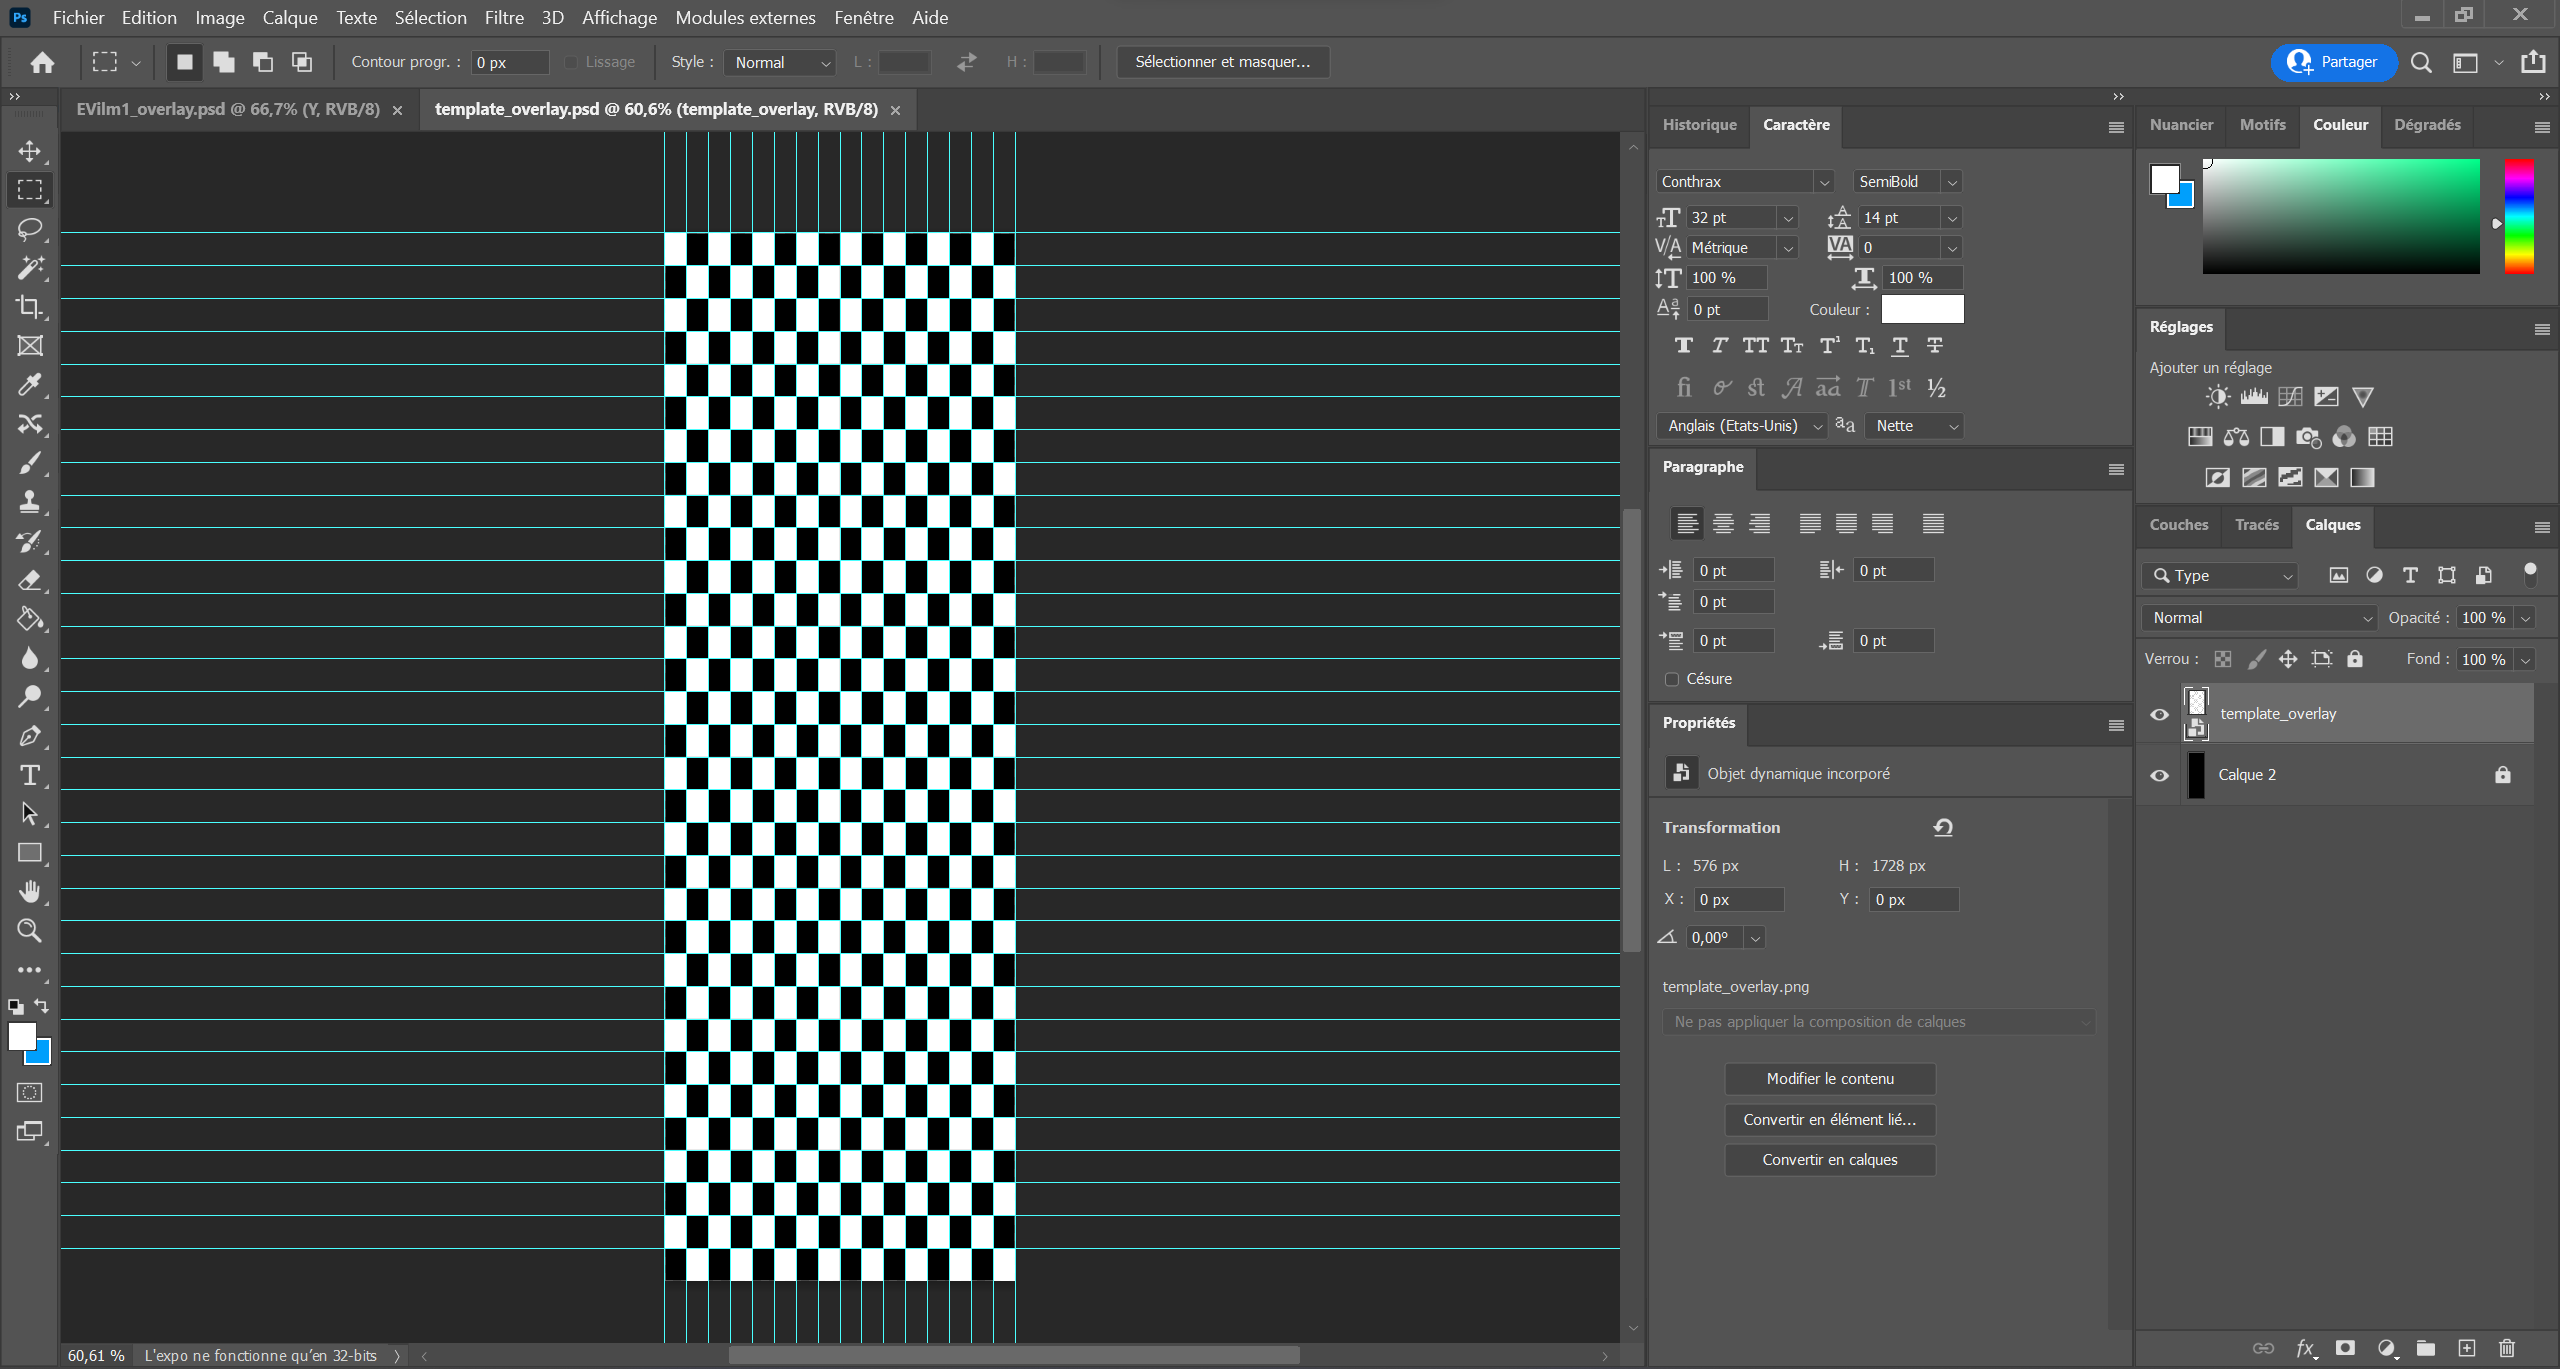 Ps Fichier Edition Image Calque Texte Sélection Filtre 3D Affichage Modules externes Fenêtre Aide
Contour progr. : 0 px Lissage Style : Normal L : H : Sélectionner et masquer... Partager
EVilm1_overlay.psd @ 66,7% (Y, RVB/8) template_overlay.psd @ 60,6% (template_overlay, RVB/8)
Historique Caractère
Conthrax SemiBold
32 pt 14 pt
Métrique 0
100 % 100 %
0 pt Couleur :
fi st A aa T 1st ½
Anglais (Etats-Unis) aa Nette
Paragraphe
0 pt 0 pt
0 pt
0 pt 0 pt
Césure
Propriétés
Objet dynamique incorporé
Transformation
L : 576 px H : 1728 px
X : 0 px Y : 0 px
0,00°
template_overlay.png
Ne pas appliquer la composition de calques
Modifier le contenu
Convertir en élément lié...
Convertir en calques
Nuancier Motifs Couleur Dégradés
Réglages
Ajouter un réglage
Couches Tracés Calques
Type
Normal Opacité : 100 %
Verrou : Fond : 100 %
template_overlay
Calque 2
fx
60,61 % L'expo ne fonctionne qu'en 32-bits